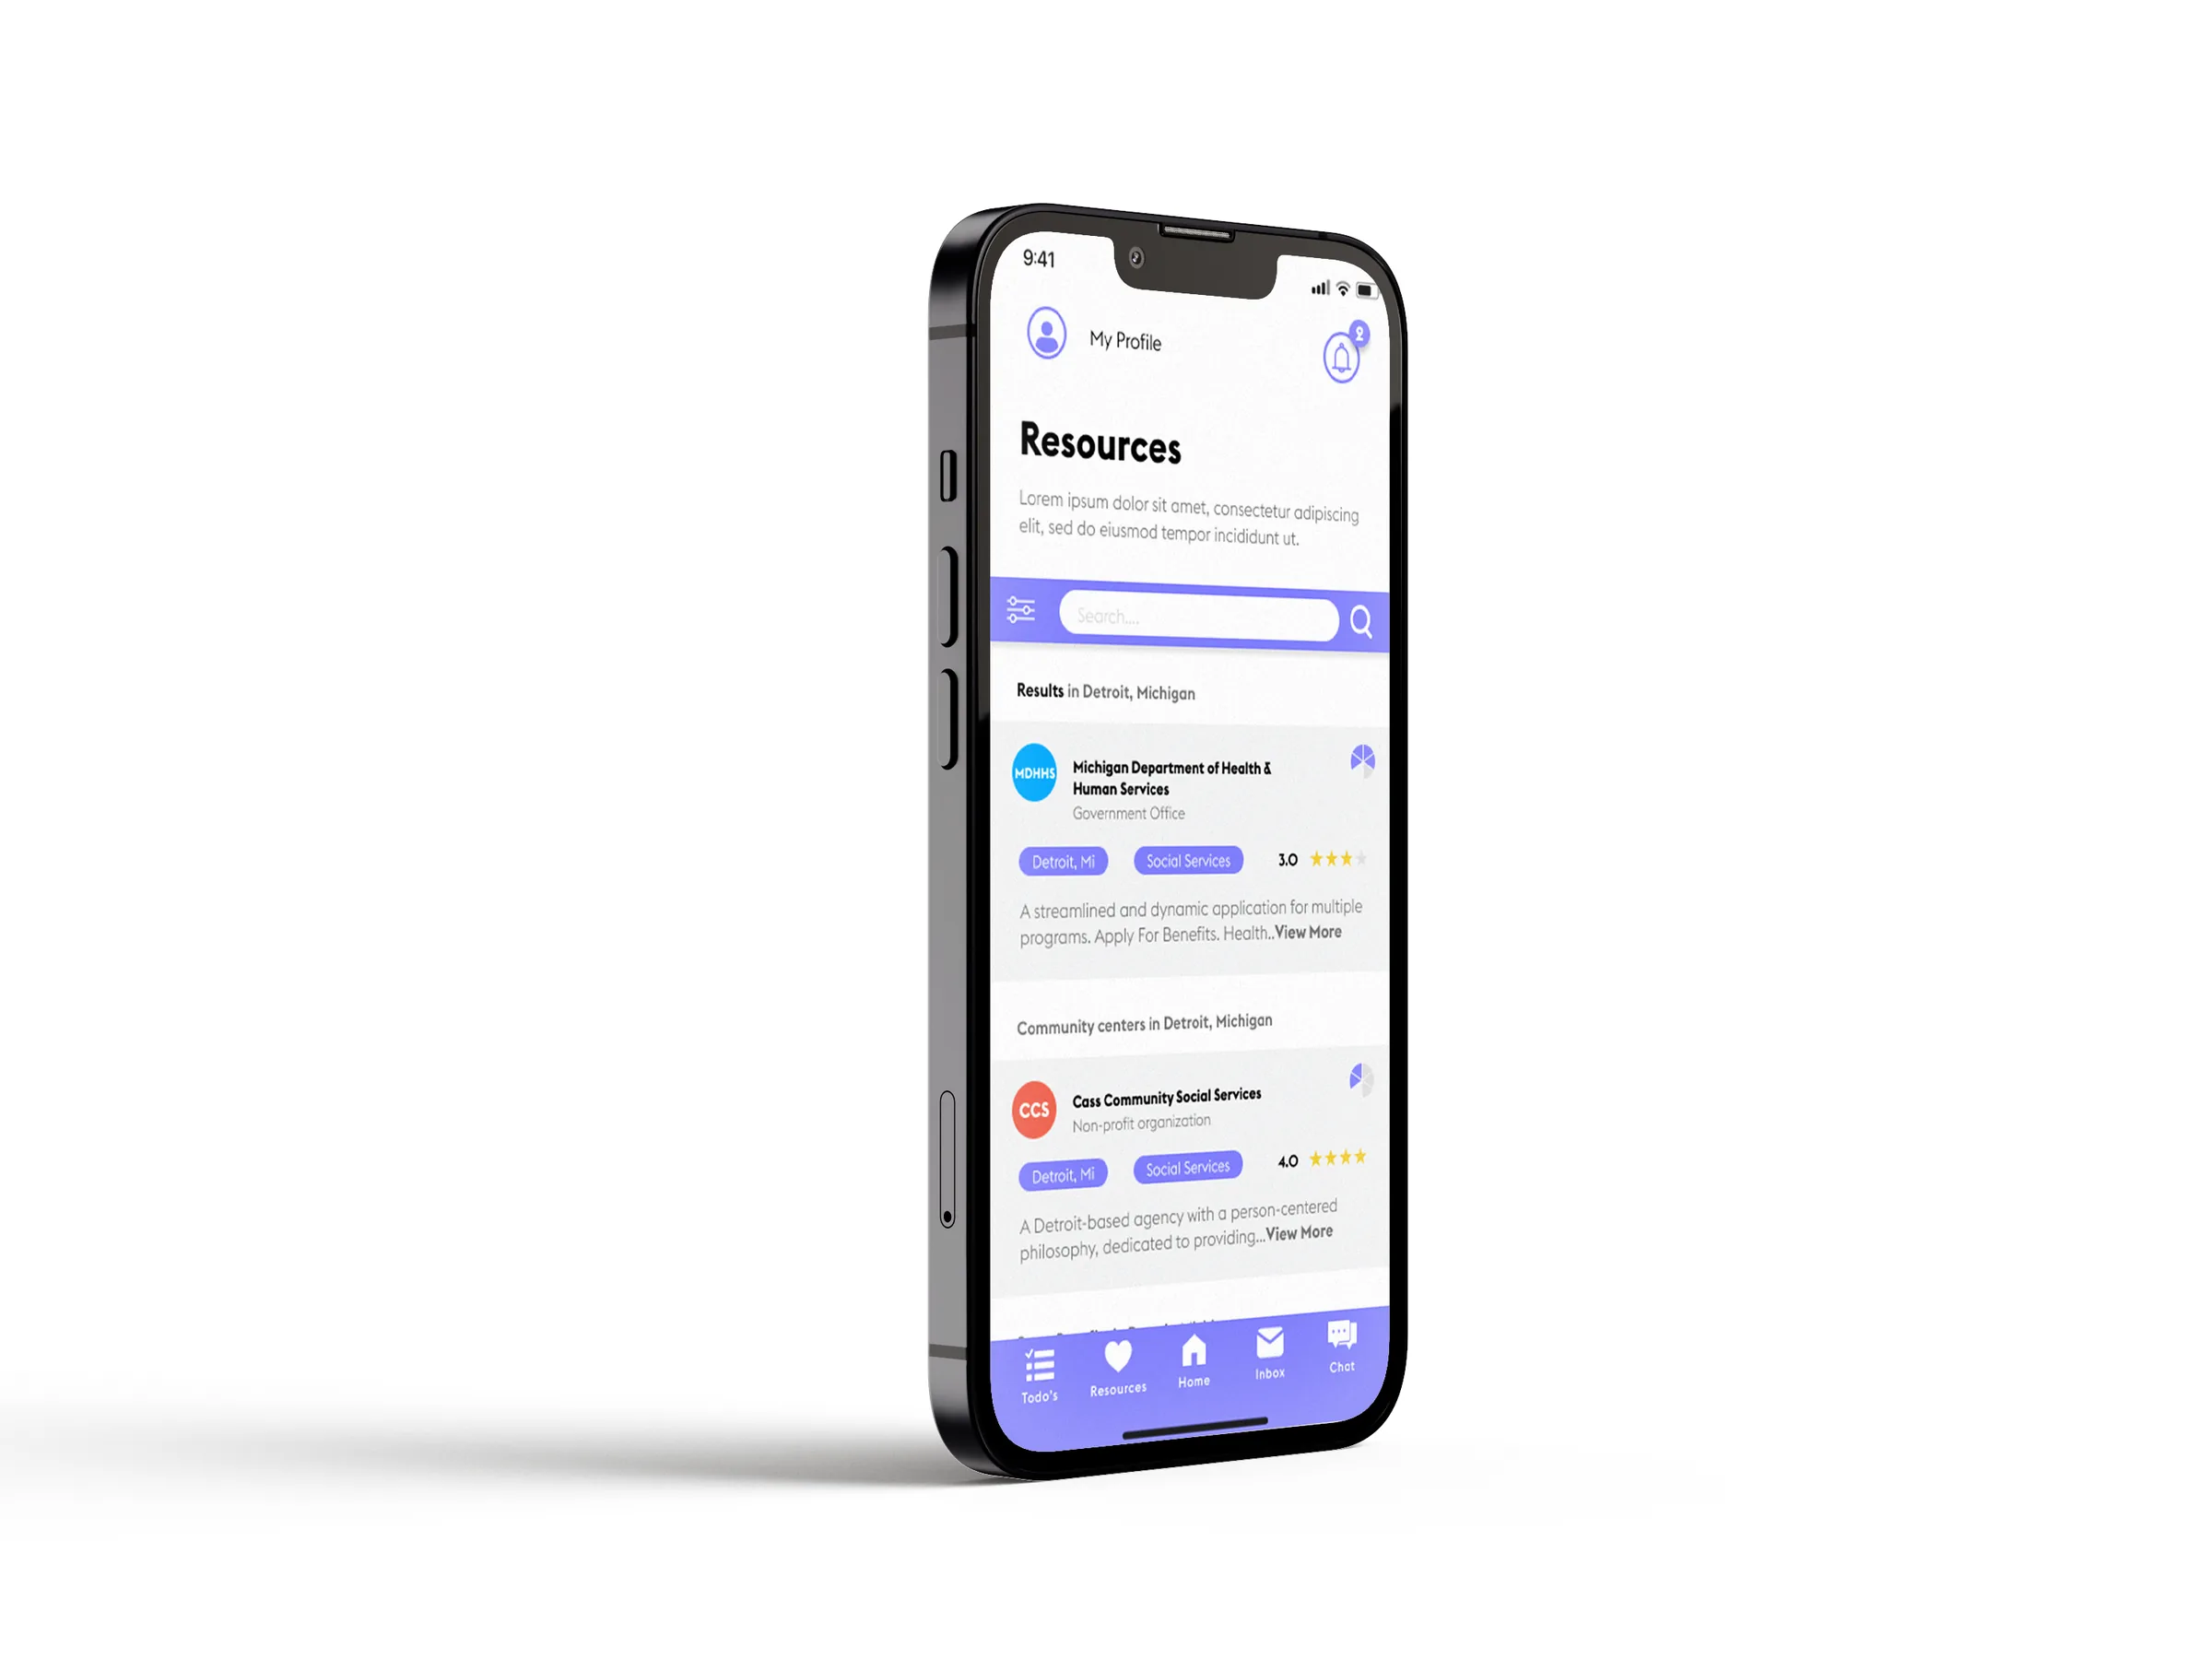 9:41
My Profile
2
Resources
Lorem ipsum dolor sit amet, consectetur adipiscing
elit, sed do eiusmod tempor incididunt ut.
Search....
Results in Detroit, Michigan
MDHHS
Michigan Department of Health &
Human Services
Government Office
Detroit, Mi
Social Services
3.0
A streamlined and dynamic application for multiple
programs. Apply For Benefits. Health..View More
Community centers in Detroit, Michigan
CCS
Cass Community Social Services
Non-profit organization
Detroit, Mi
Social Services
4.0
A Detroit-based agency with a person-centered
philosophy, dedicated to providing...View More
Todo's
Resources
Home
Inbox
Chat